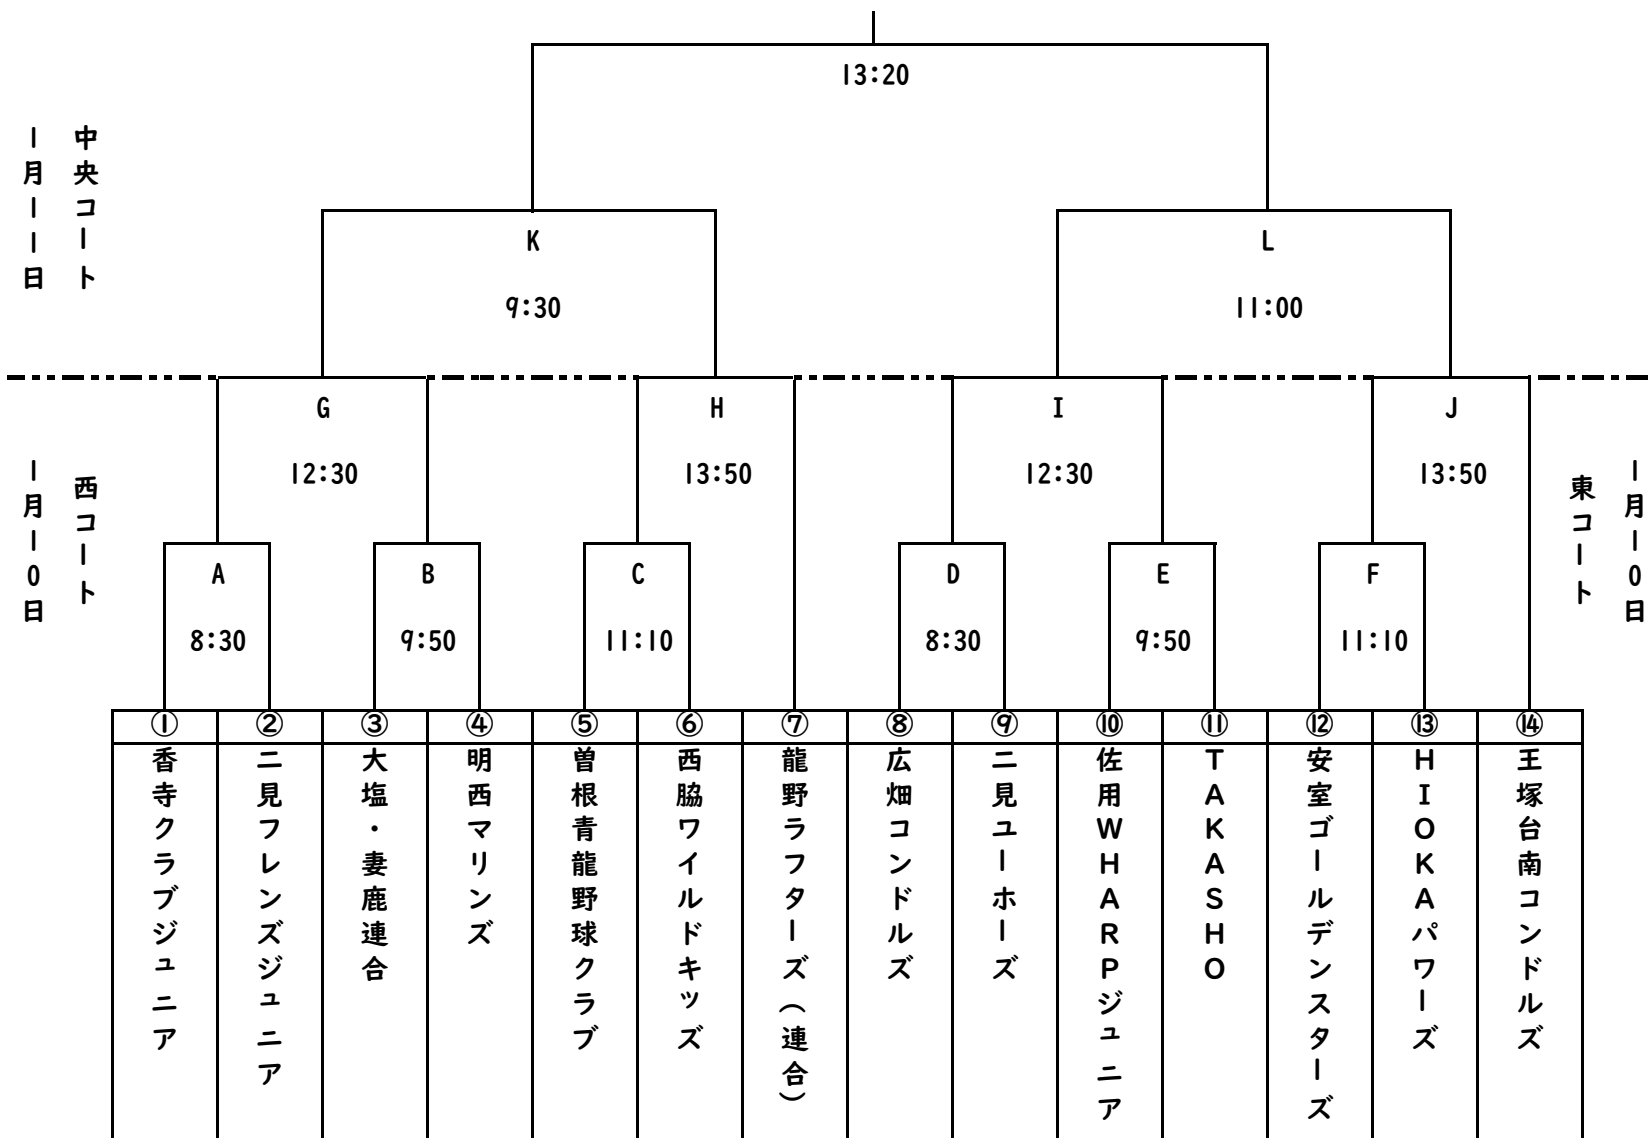 13:20
1月11日
中央コート
K
L
9:30
11:00
G
H
I
J
12:30
13:50
12:30
13:50
1月10日
西コート
東コート
1月10日
A
B
C
D
E
F
8:30
9:50
11:10
8:30
9:50
11:10
①
②
③
④
⑤
⑥
⑦
⑧
⑨
⑩
⑪
⑫
⑬
⑭
香寺クラブジュニア
二見フレンズジュニア
大塩・妻鹿連合
明西マリンズ
曽根青龍野球クラブ
西脇ワイルドキッズ
龍野ラフターズ(連合)
広畑コンドルズ
二見ユーホーズ
佐用WHARPジュニア
TAKASHO
安室ゴールデンスターズ
HIOKAパワーズ
王塚台南コンドルズ